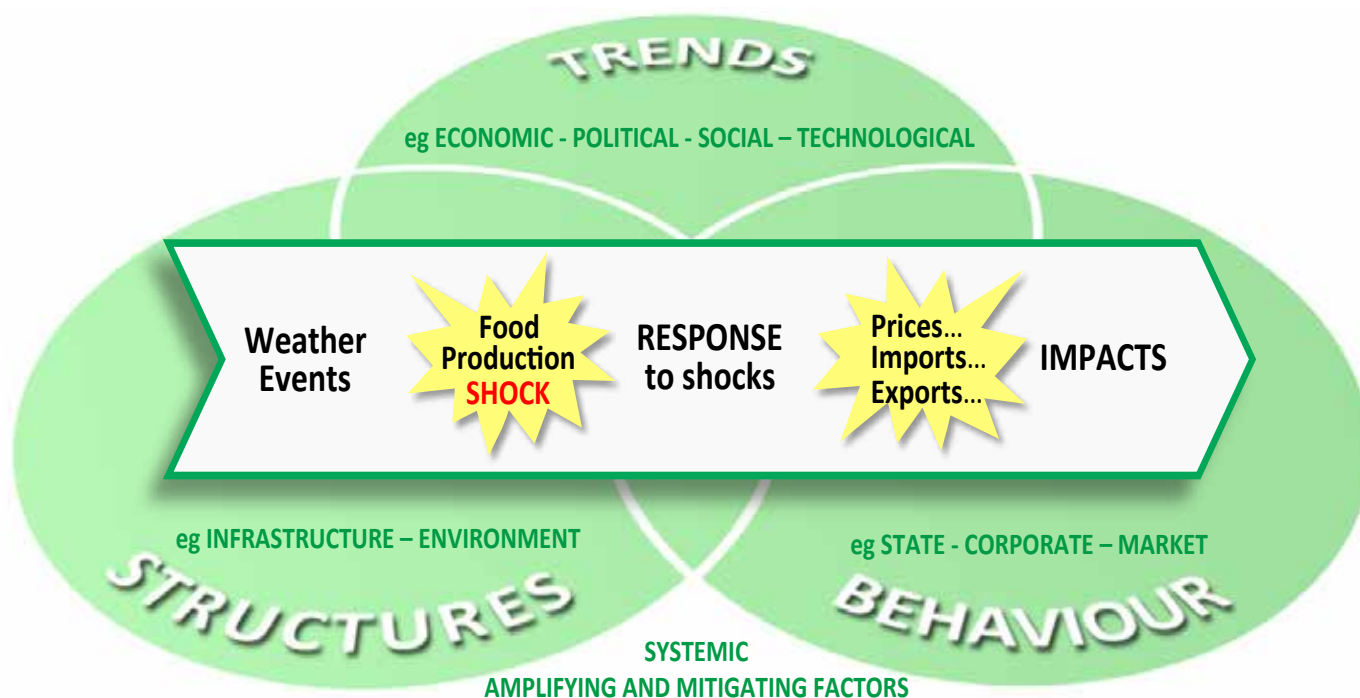 TRENDS
eg ECONOMIC - POLITICAL - SOCIAL – TECHNOLOGICAL
Weather
Events
Food
Production
SHOCK
RESPONSE
to shocks
Prices...
Imports...
Exports...
IMPACTS
eg INFRASTRUCTURE – ENVIRONMENT
STRUCTURES
eg STATE - CORPORATE – MARKET
BEHAVIOUR
SYSTEMIC
AMPLIFYING AND MITIGATING FACTORS